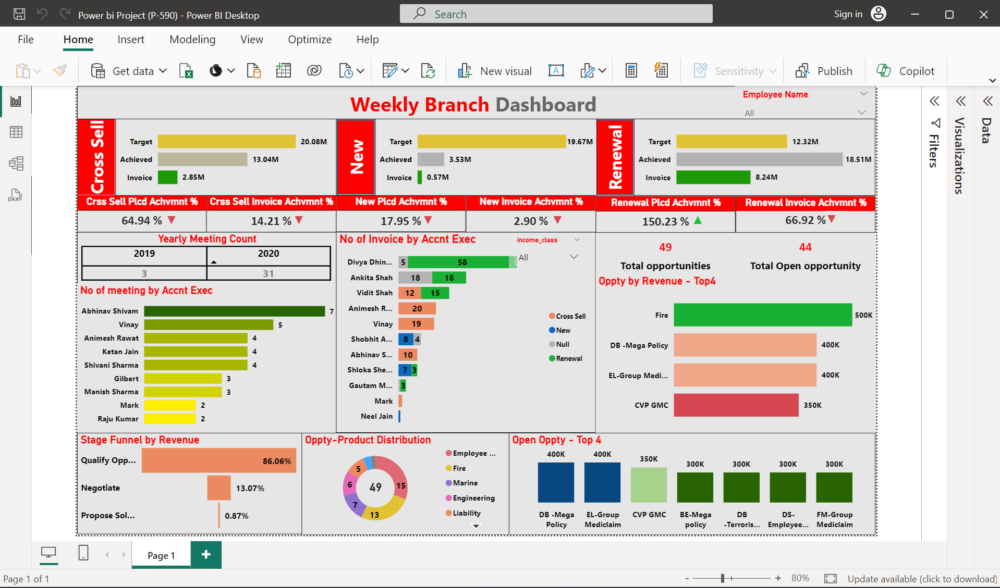 Power bi Project (P-590) - Power BI Desktop
Search
Sign in
File
Home
Insert
Modeling
View
Optimize
Help
Get data
New visual
Sensitivity
Publish
Copilot
DAX
Weekly Branch Dashboard
Employee Name
All
Cross Sell
Target 20.08M
Achieved 13.04M
Invoice 2.85M
New
Target 19.67M
Achieved 3.53M
Invoice 0.57M
Renewal
Target 12.32M
Achieved 18.51M
Invoice 8.24M
Crss Sell Plcd Achvmnt %
64.94 %
Crss Sell Invoice Achvmnt %
14.21 %
New Plcd Achvmnt %
17.95 %
New Invoice Achvmnt %
2.90 %
Renewal Plcd Achvmnt %
150.23 %
Renewal Invoice Achvmnt %
66.92 %
Yearly Meeting Count
2019 2020
3 31
No of meeting by Accnt Exec
Abhinav Shivam 7
Vinay 5
Animesh Rawat 4
Ketan Jain 4
Shivani Sharma 4
Gilbert 3
Manish Sharma 3
Mark 2
Raju Kumar 2
No of Invoice by Accnt Exec
income_class
All
Divya Dhin... 5 58
Ankita Shah 18 18
Vidit Shah 12 15
Animesh R... 20
Vinay 19
Shobhit A... 8 4
Abhinav S... 10
Shloka She... 7 3
Gautam M... 3
Mark
Neel Jain
Cross Sell
New
Null
Renewal
49
Total opportunities
44
Total Open opportunity
Oppty by Revenue - Top4
Fire 500K
DB -Mega Policy 400K
EL-Group Medi... 400K
CVP GMC 350K
Stage Funnel by Revenue
Qualify Opp... 86.06%
Negotiate 13.07%
Propose Sol... 0.87%
Oppty-Product Distribution
49
15
13
7
6
5
Employee ...
Fire
Marine
Engineering
Liability
Open Oppty - Top 4
400K 400K 350K 300K 300K 300K 300K
DB -Mega EL-Group CVP GMC BE-Mega DB DS- FM-Group
Policy Mediclaim policy -Terroris... Employee... Mediclaim
Filters
Visualizations
Data
Page 1
Page 1 of 1
- + 80%
Update available (click to download)